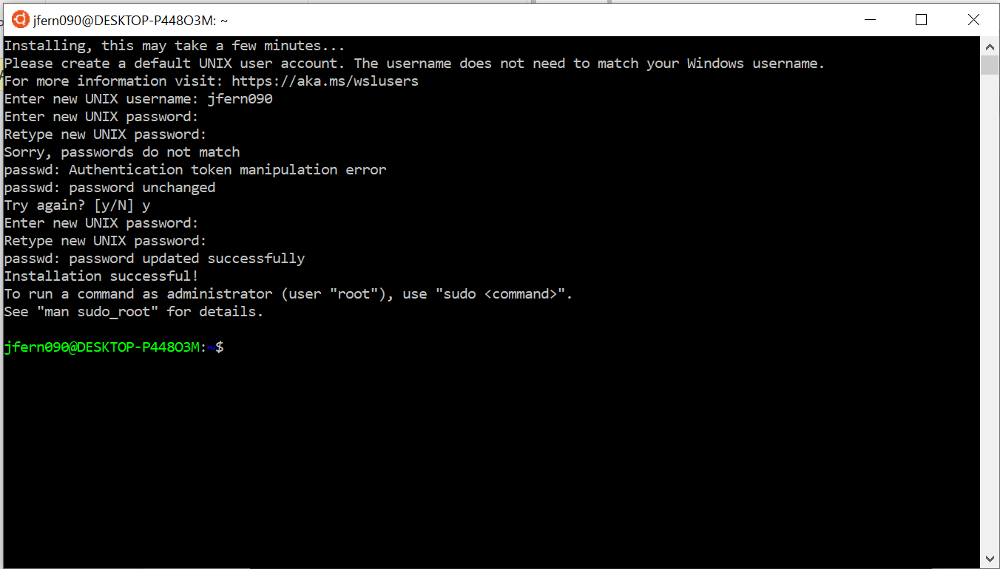 jfern090@DESKTOP-P448O3M: ~
Installing, this may take a few minutes...
Please create a default UNIX user account. The username does not need to match your Windows username.
For more information visit: https://aka.ms/wslusers
Enter new UNIX username: jfern090
Enter new UNIX password:
Retype new UNIX password:
Sorry, passwords do not match
passwd: Authentication token manipulation error
passwd: password unchanged
Try again? [y/N] y
Enter new UNIX password:
Retype new UNIX password:
passwd: password updated successfully
Installation successful!
To run a command as administrator (user "root"), use "sudo <command>".
See "man sudo_root" for details.
jfern090@DESKTOP-P448O3M:~$